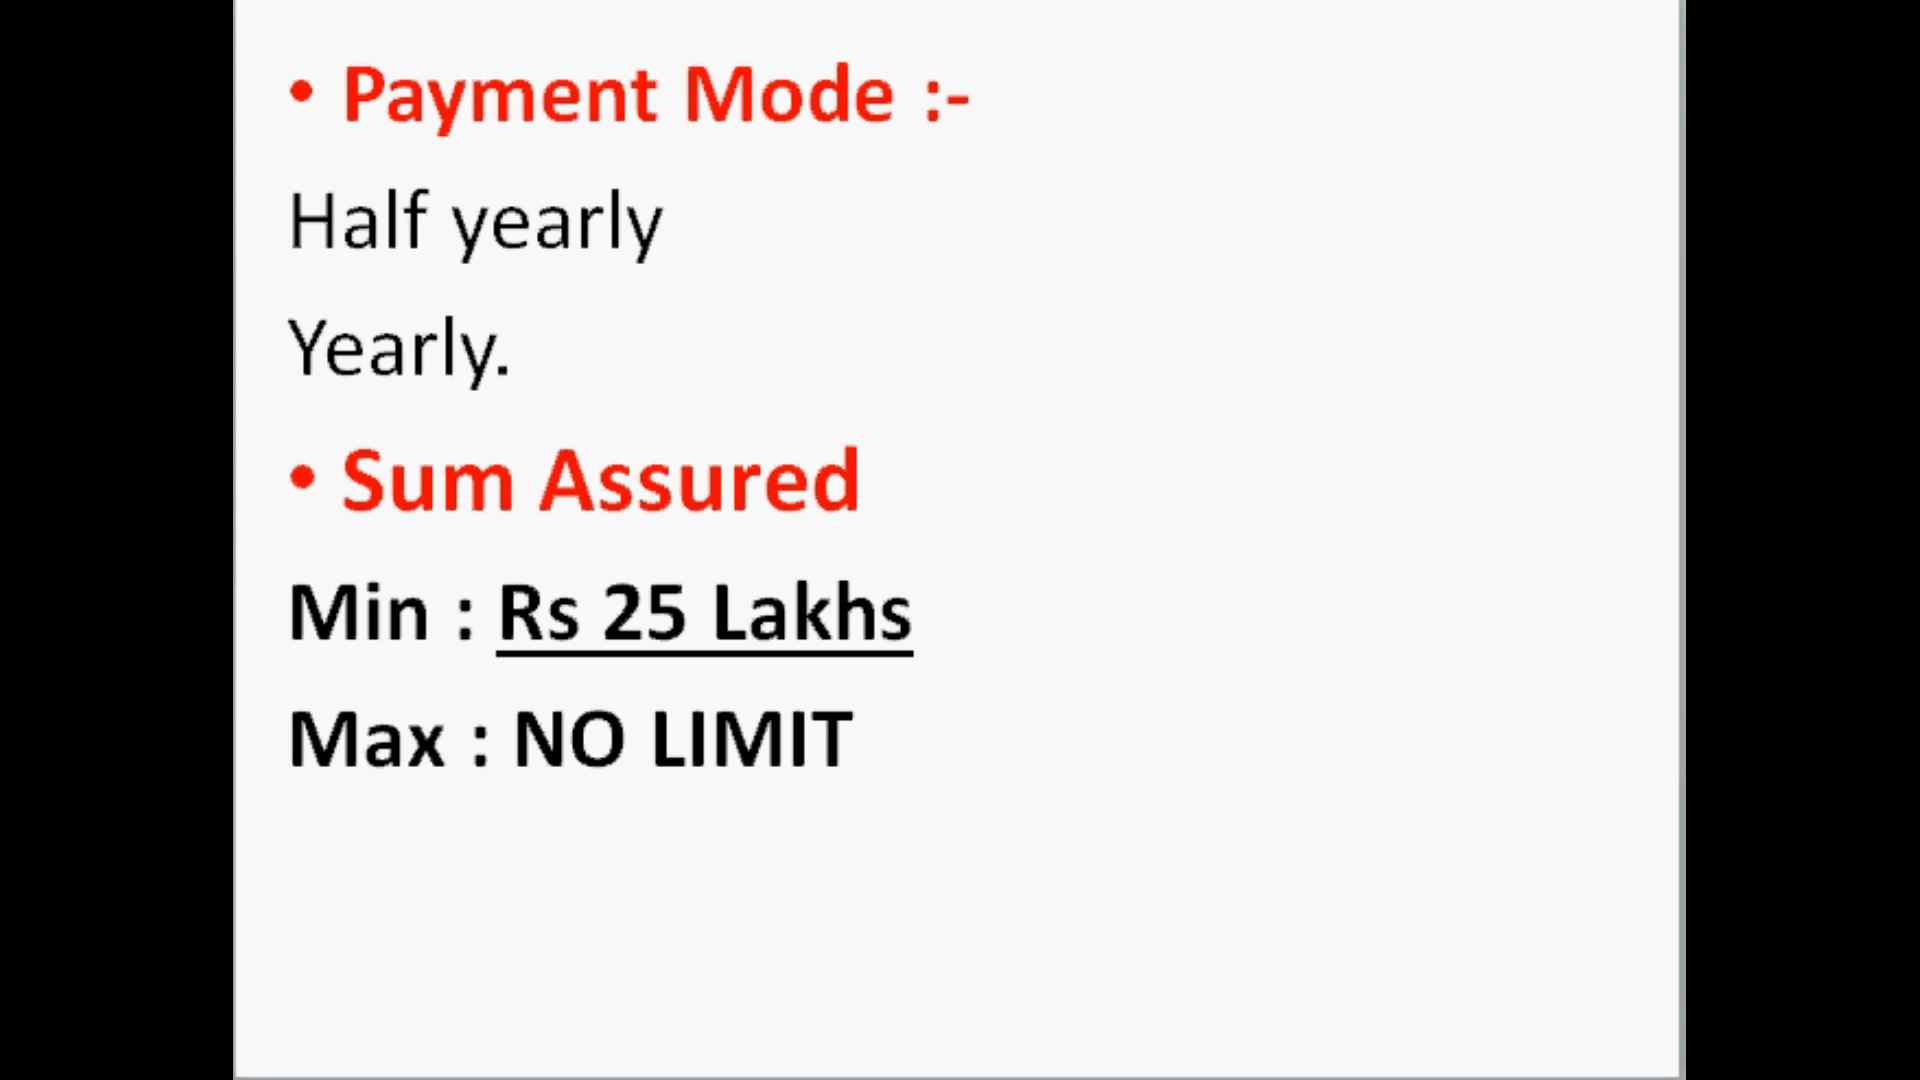 • Payment Mode :-
Half yearly
Yearly.
• Sum Assured
Min : Rs 25 Lakhs
Max : NO LIMIT